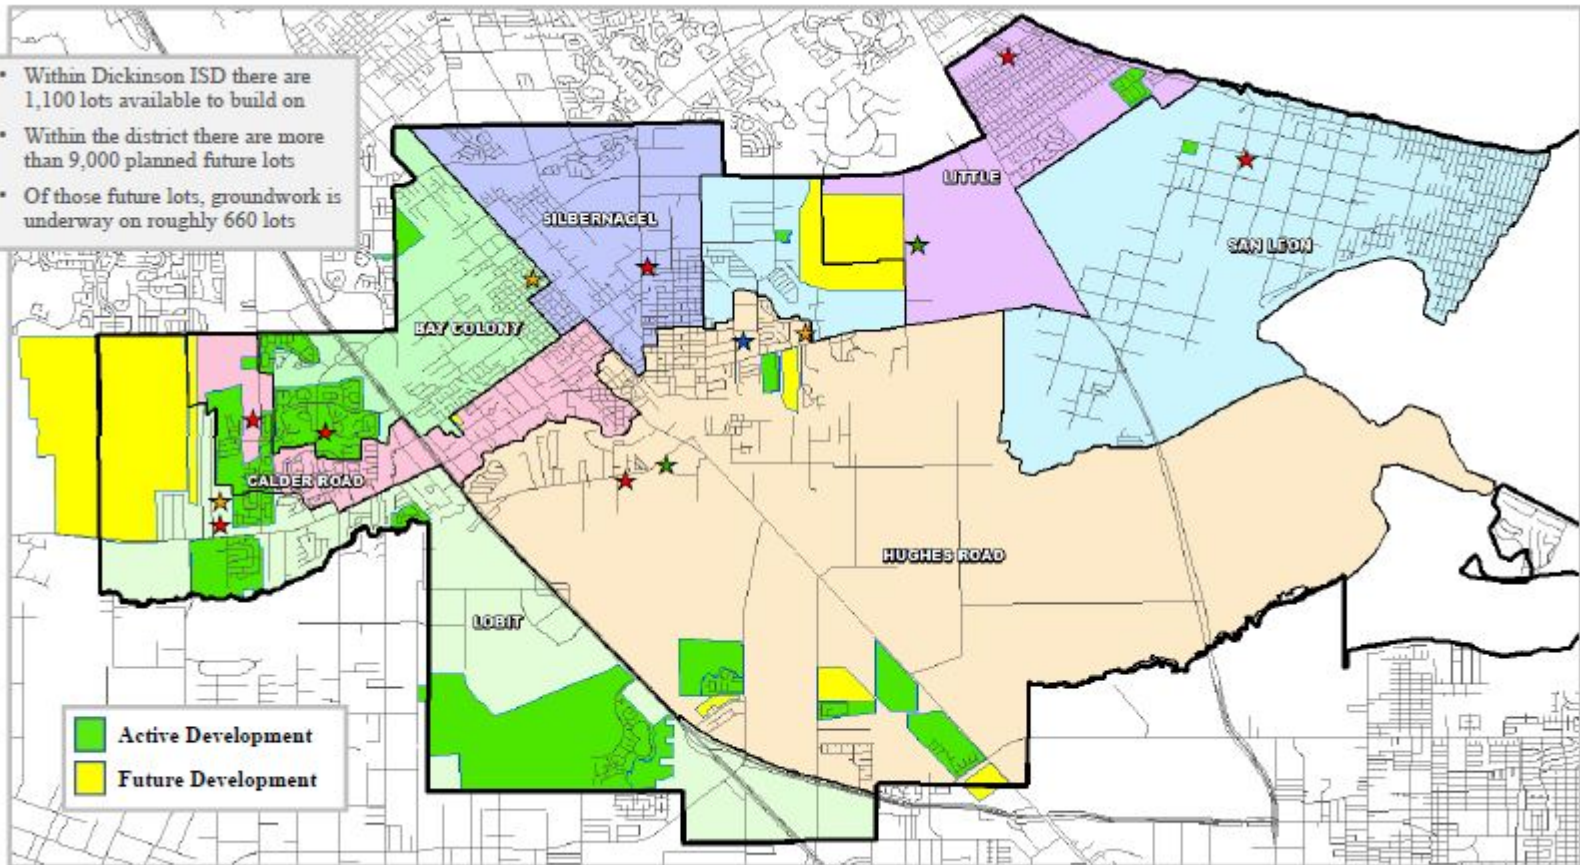 • Within Dickinson ISD there are
1,100 lots available to build on
• Within the district there are more
than 9,000 planned future lots
• Of those future lots, groundwork is
underway on roughly 660 lots
LITTLE
SILBERNAGEL
SAN LEON
BAY COLONY
CALDER ROAD
HUGHES ROAD
LOBIT
Active Development
Future Development